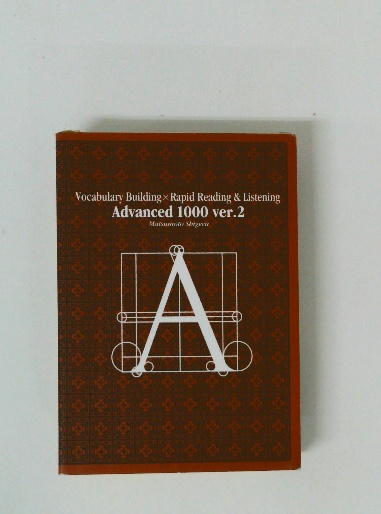 Vocabulary Building×Rapid Reading & Listening
Advanced 1000 ver.2
Matsumoto Shigeru
A